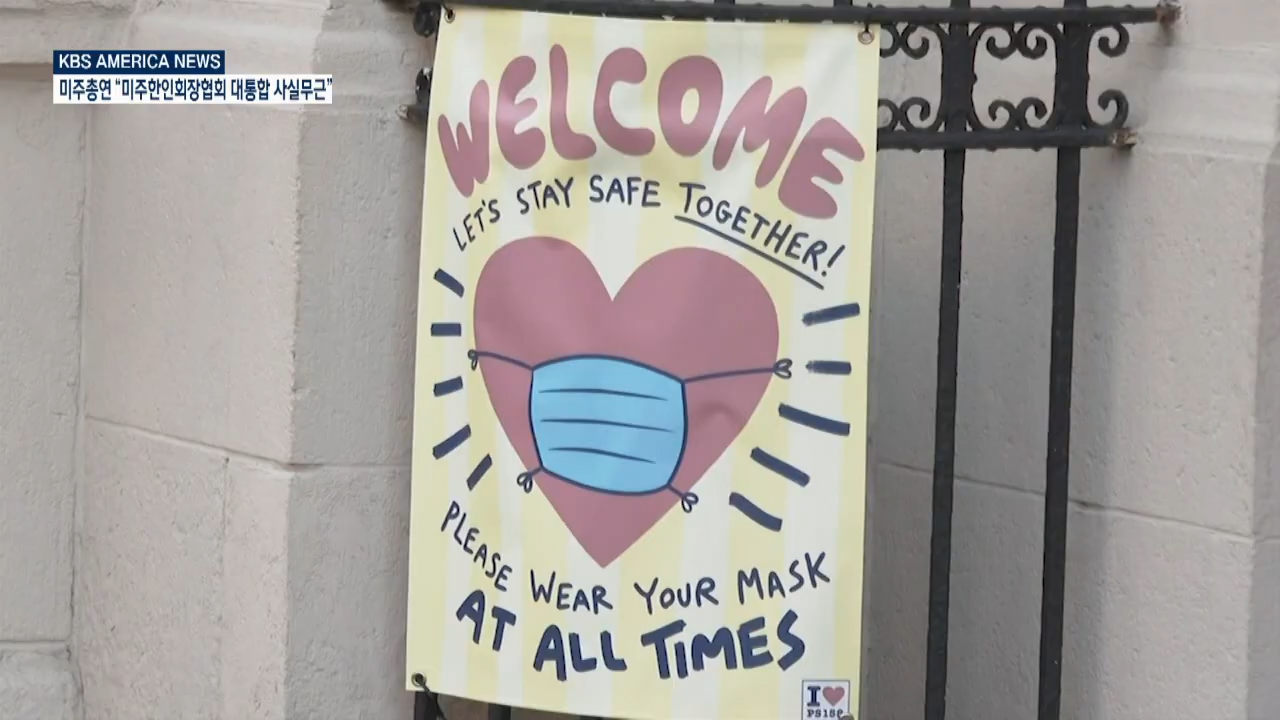 KBS AMERICA NEWS
미주총연 “미주한인회장협회 대통합 사실무근”
WELCOME
LET'S STAY SAFE TOGETHER!
PLEASE WEAR YOUR MASK
AT ALL TIMES
I